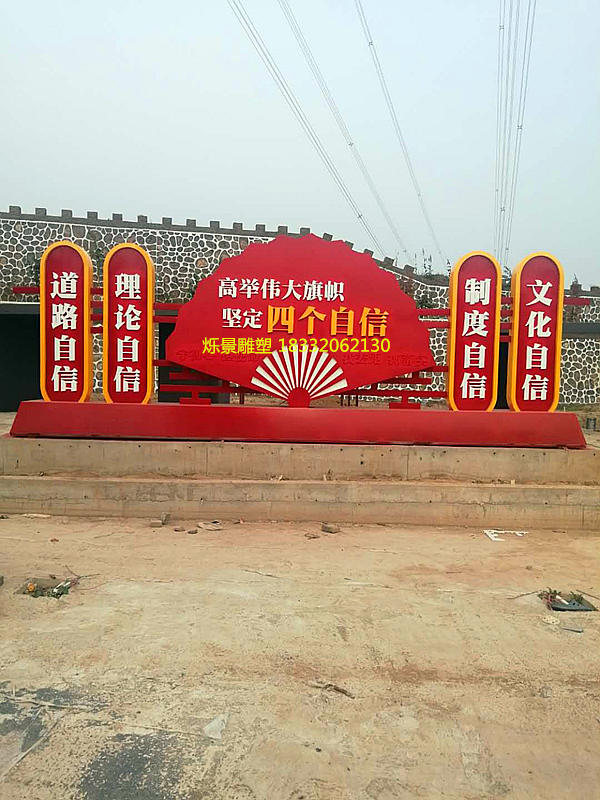 道路自信
理论自信
高举伟大旗帜
坚定四个自信
烁景雕塑 18332062130
制度自信
文化自信